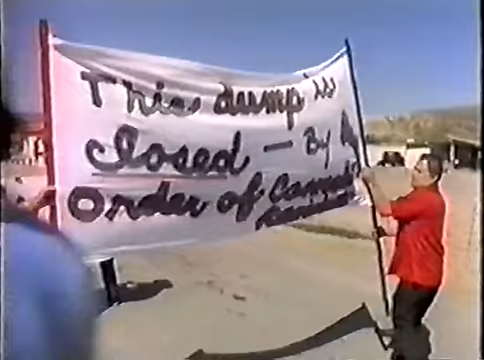 This dump is
Closed - By
Order of